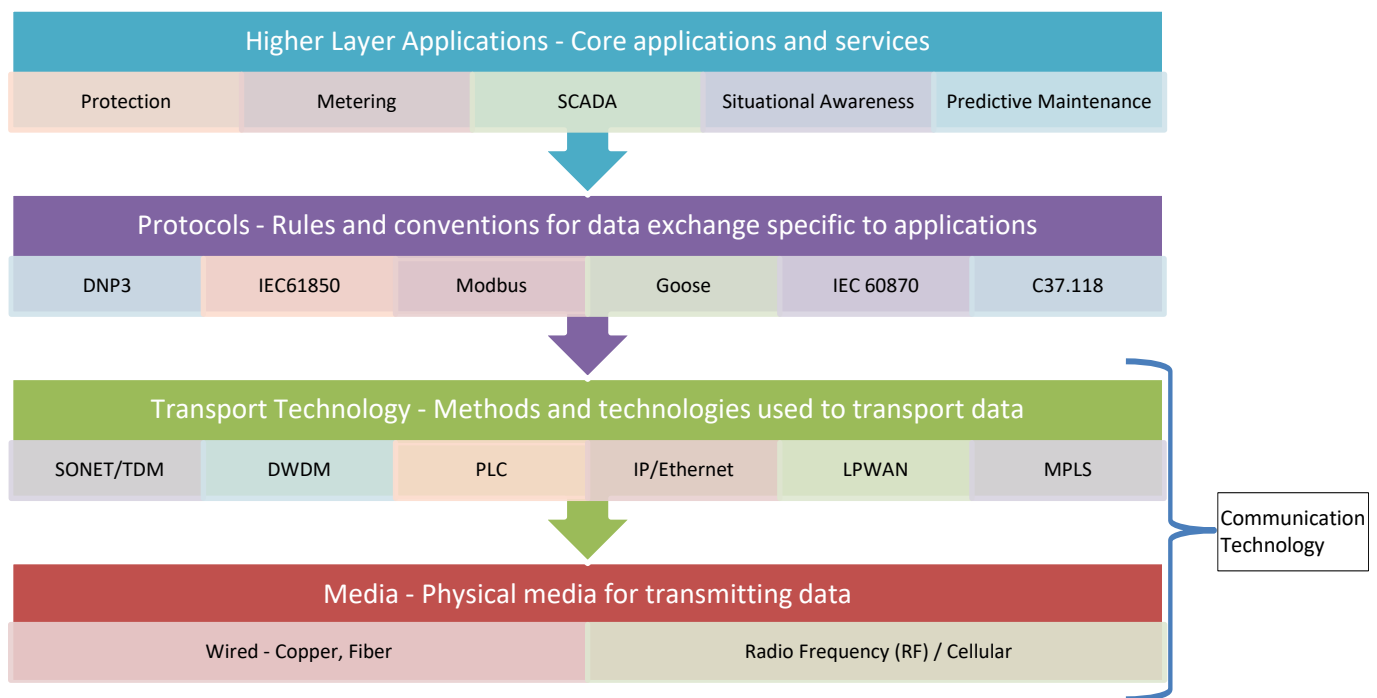 Higher Layer Applications - Core applications and services
Protection
Metering
SCADA
Situational Awareness
Predictive Maintenance
Protocols - Rules and conventions for data exchange specific to applications
DNP3
IEC61850
Modbus
Goose
IEC 60870
C37.118
Transport Technology - Methods and technologies used to transport data
SONET/TDM
DWDM
PLC
IP/Ethernet
LPWAN
MPLS
Communication
Technology
Media - Physical media for transmitting data
Wired - Copper, Fiber
Radio Frequency (RF) / Cellular